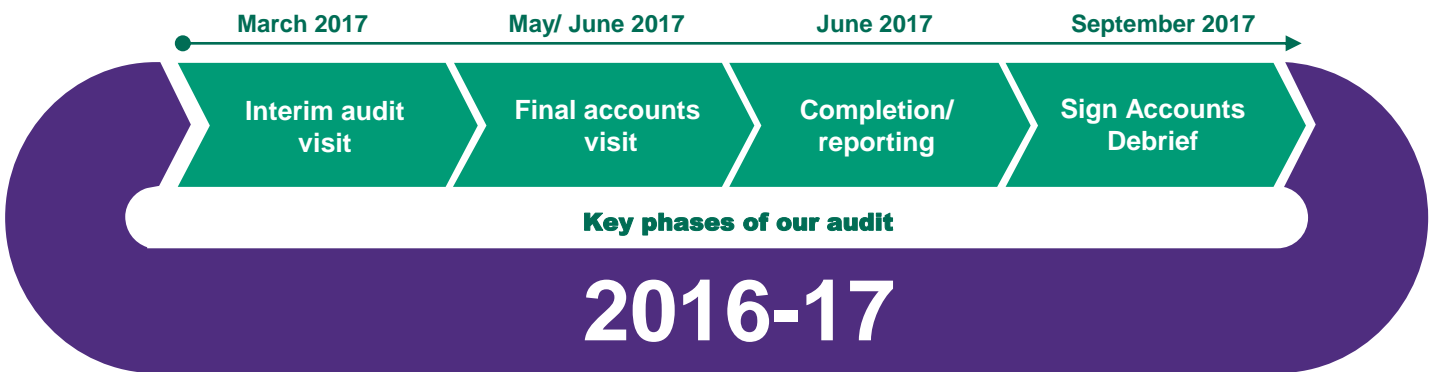 March 2017 May/ June 2017 June 2017 September 2017
Interim audit
visit
Final accounts
visit
Completion/
reporting
Sign Accounts
Debrief
Key phases of our audit
2016-17